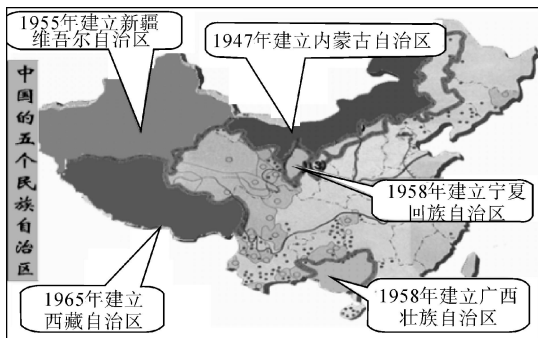 中国的五个民族自治区
1955年建立新疆
维吾尔自治区
1947年建立内蒙古自治区
1958年建立宁夏
回族自治区
1965年建立
西藏自治区
1958年建立广西
壮族自治区